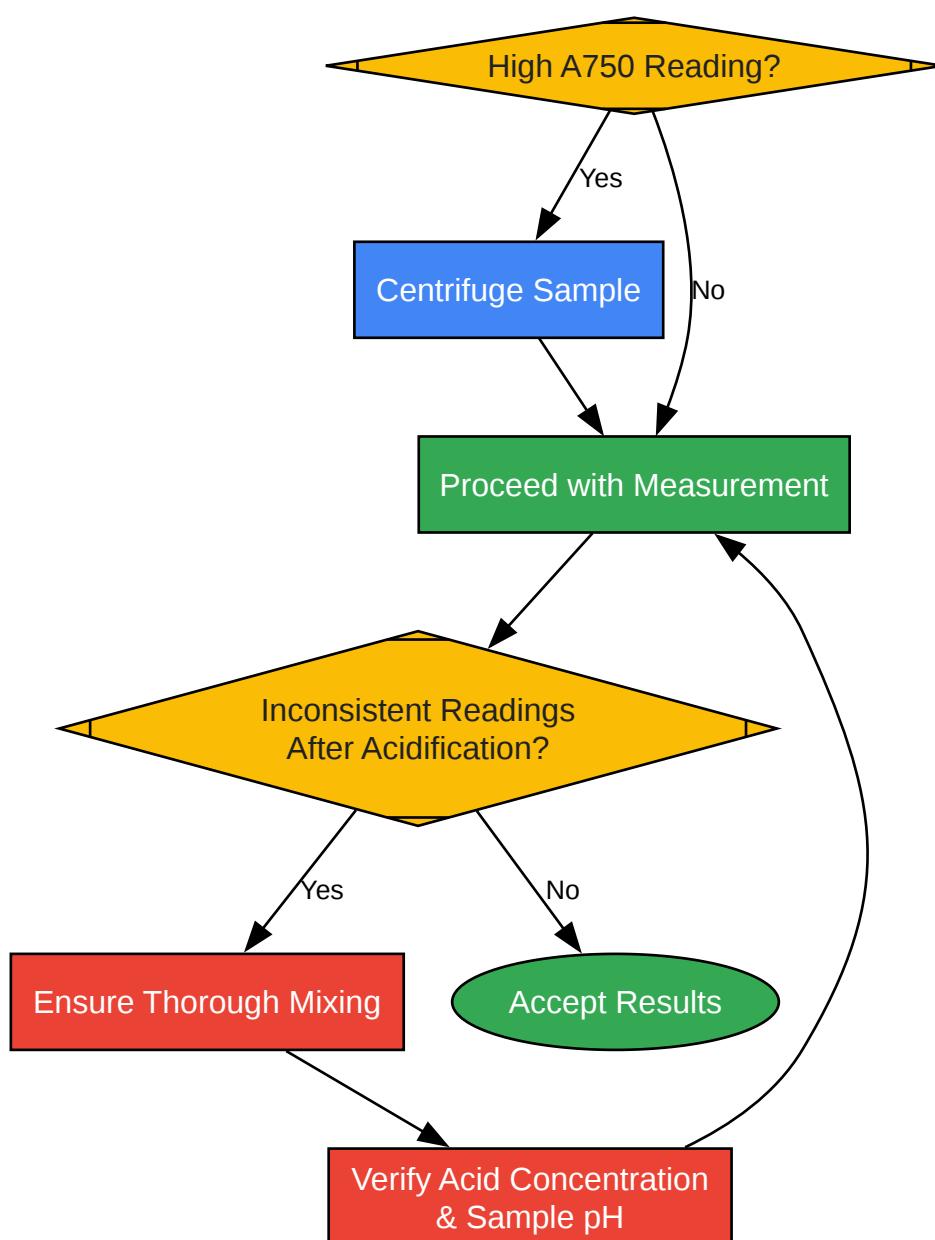 High A750 Reading?
Yes
Centrifuge Sample
No
Proceed with Measurement
Inconsistent Readings
After Acidification?
Yes
No
Ensure Thorough Mixing
Accept Results
Verify Acid Concentration
& Sample pH